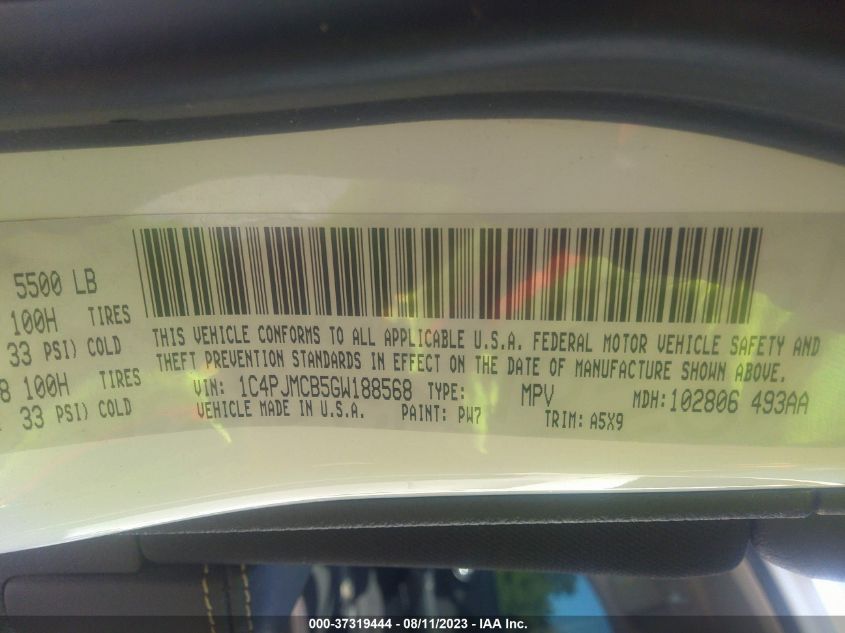 5500 LB
100H TIRES
33 PSI) COLD
8 100H TIRES
33 PSI) COLD
THIS VEHICLE CONFORMS TO ALL APPLICABLE U.S.A. FEDERAL MOTOR VEHICLE SAFETY AND
THEFT PREVENTION STANDARDS IN EFFECT ON THE DATE OF MANUFACTURE SHOWN ABOVE.
VIN: 1C4PJMCB5GW188568 TYPE: MPV MDH:102806 493AA
VEHICLE MADE IN U.S.A. PAINT: PW7 TRIM: A5X9
000-37319444 - 08/11/2023 - IAA Inc.